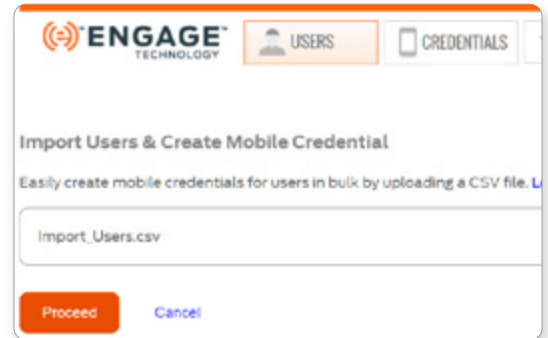 ENGAGE™ USERS CREDENTIALS
TECHNOLOGY
Import Users & Create Mobile Credential
Easily create mobile credentials for users in bulk by uploading a CSV file.
Import_Users.csv
Proceed Cancel